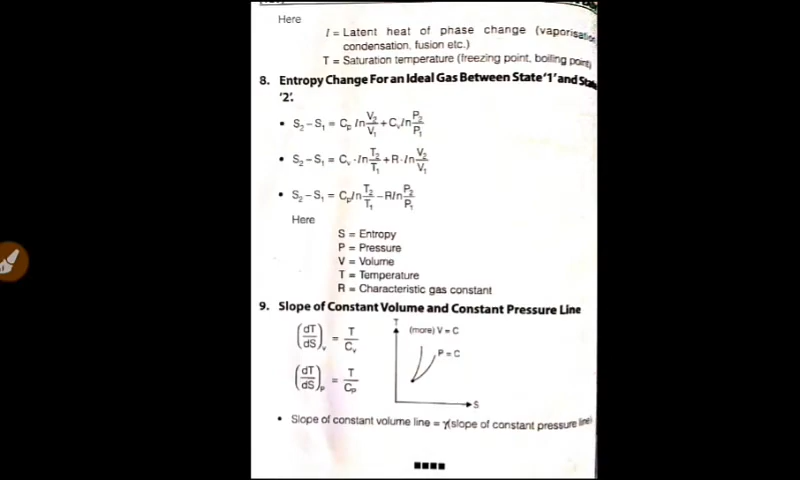 Here
l = Latent heat of phase change (vaporisation
condensation, fusion etc.)
T = Saturation temperature (freezing point, boiling point)
8. Entropy Change For an Ideal Gas Between State '1' and State
'2'.
• S₂ – S₁ = Cₚ ln V₂/V₁ + Cᵥ ln P₂/P₁
• S₂ – S₁ = Cᵥ · ln T₂/T₁ + R · ln V₂/V₁
• S₂ – S₁ = Cₚ ln T₂/T₁ – R ln P₂/P₁
Here
S = Entropy
P = Pressure
V = Volume
T = Temperature
R = Characteristic gas constant
9. Slope of Constant Volume and Constant Pressure Line
(dT/dS)ᵥ = T/Cᵥ
(dT/dS)ₚ = T/Cₚ
T
(more) V = C
P = C
S
• Slope of constant volume line = γ(slope of constant pressure line)